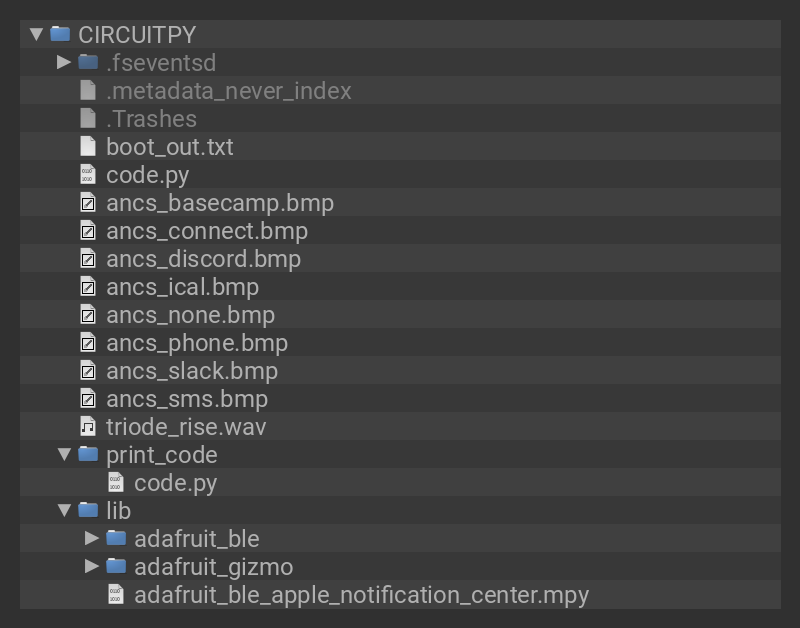 CIRCUITPY
.fseventsd
.metadata_never_index
.Trashes
boot_out.txt
code.py
ancs_basecamp.bmp
ancs_connect.bmp
ancs_discord.bmp
ancs_ical.bmp
ancs_none.bmp
ancs_phone.bmp
ancs_slack.bmp
ancs_sms.bmp
triode_rise.wav
print_code
code.py
lib
adafruit_ble
adafruit_gizmo
adafruit_ble_apple_notification_center.mpy